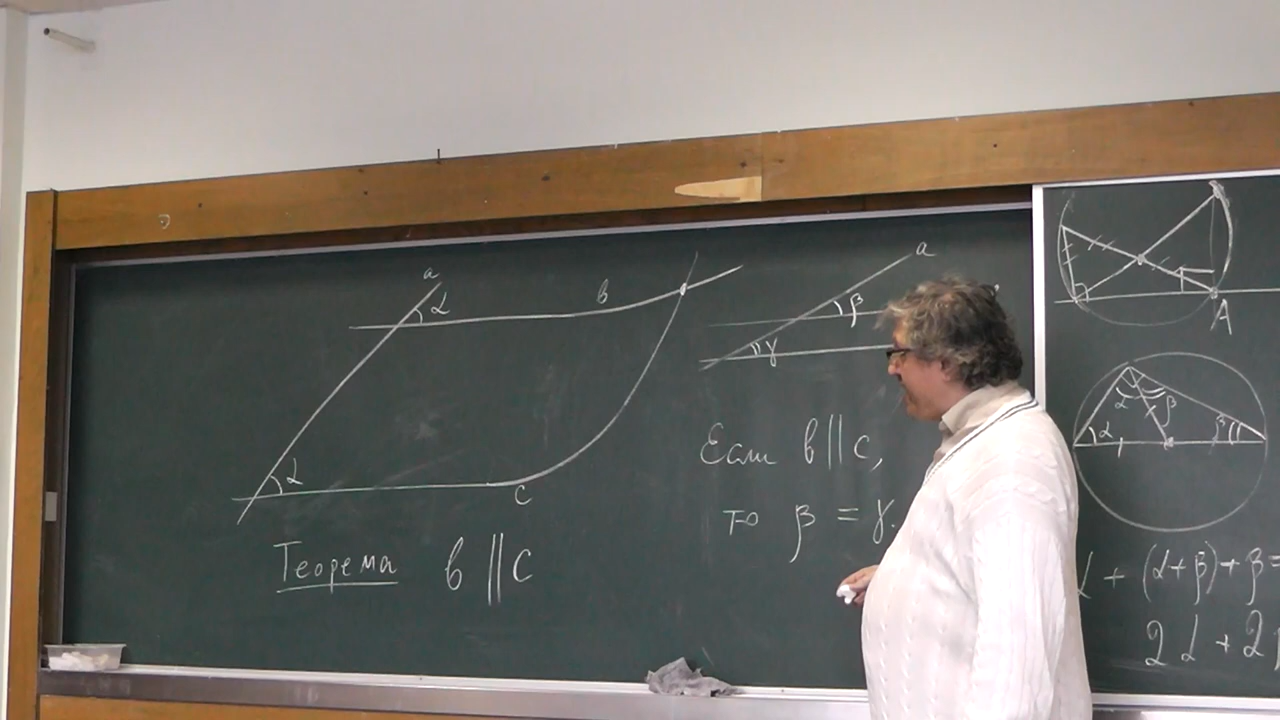 a
α
b
α
c
Теорема b || c
a
β
γ
Если b || c,
то β = γ.
A
α β
α β
α + (α+β) + β =
2α + 2